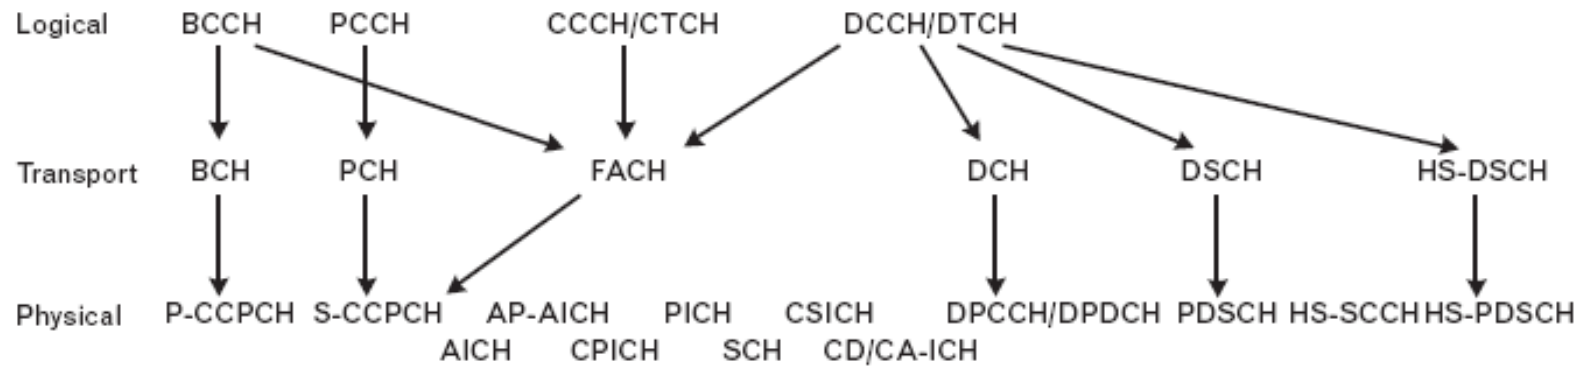 Logical BCCH PCCH CCCH/CTCH DCCH/DTCH
Transport BCH PCH FACH DCH DSCH HS-DSCH
Physical P-CCPCH S-CCPCH AP-AICH PICH CSICH DPCCH/DPDCH PDSCH HS-SCCH HS-PDSCH
AICH CPICH SCH CD/CA-ICH